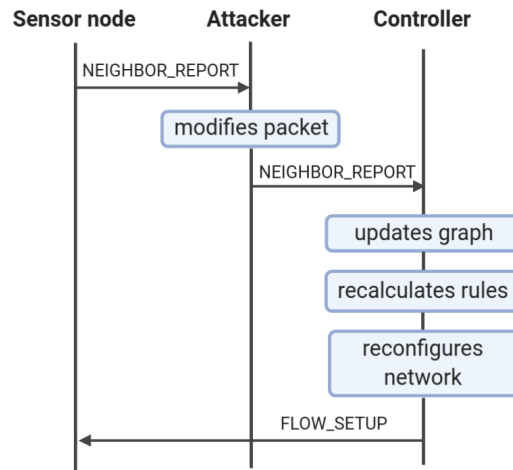 Sensor node
Attacker
Controller
NEIGHBOR_REPORT
modifies packet
NEIGHBOR_REPORT
updates graph
recalculates rules
reconfigures
network
FLOW_SETUP